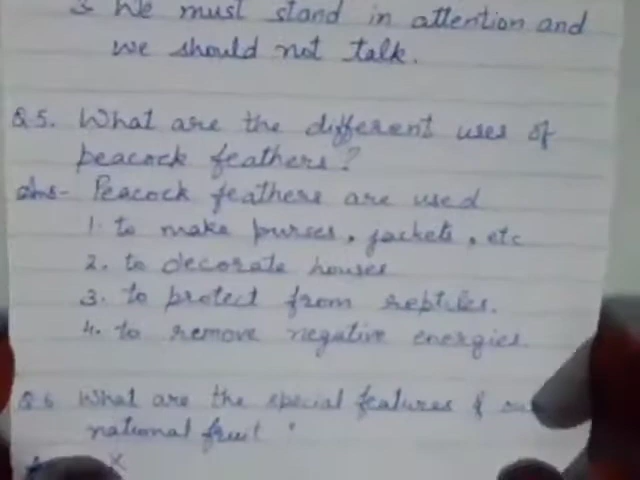 3 We must stand in attention and
we should not talk.
Q5. What are the different uses of
peacock feathers?
Ans- Peacock feathers are used
1. to make purses, jackets, etc
2. to decorate houses
3. to protect from reptiles.
4. to remove negative energies.
Q6 What are the special features of
national fruit